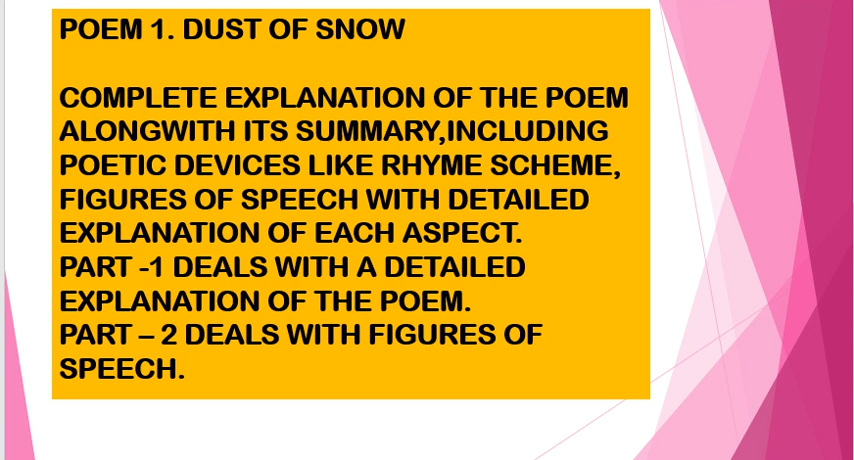 POEM 1. DUST OF SNOW
COMPLETE EXPLANATION OF THE POEM
ALONGWITH ITS SUMMARY,INCLUDING
POETIC DEVICES LIKE RHYME SCHEME,
FIGURES OF SPEECH WITH DETAILED
EXPLANATION OF EACH ASPECT.
PART -1 DEALS WITH A DETAILED
EXPLANATION OF THE POEM.
PART – 2 DEALS WITH FIGURES OF
SPEECH.